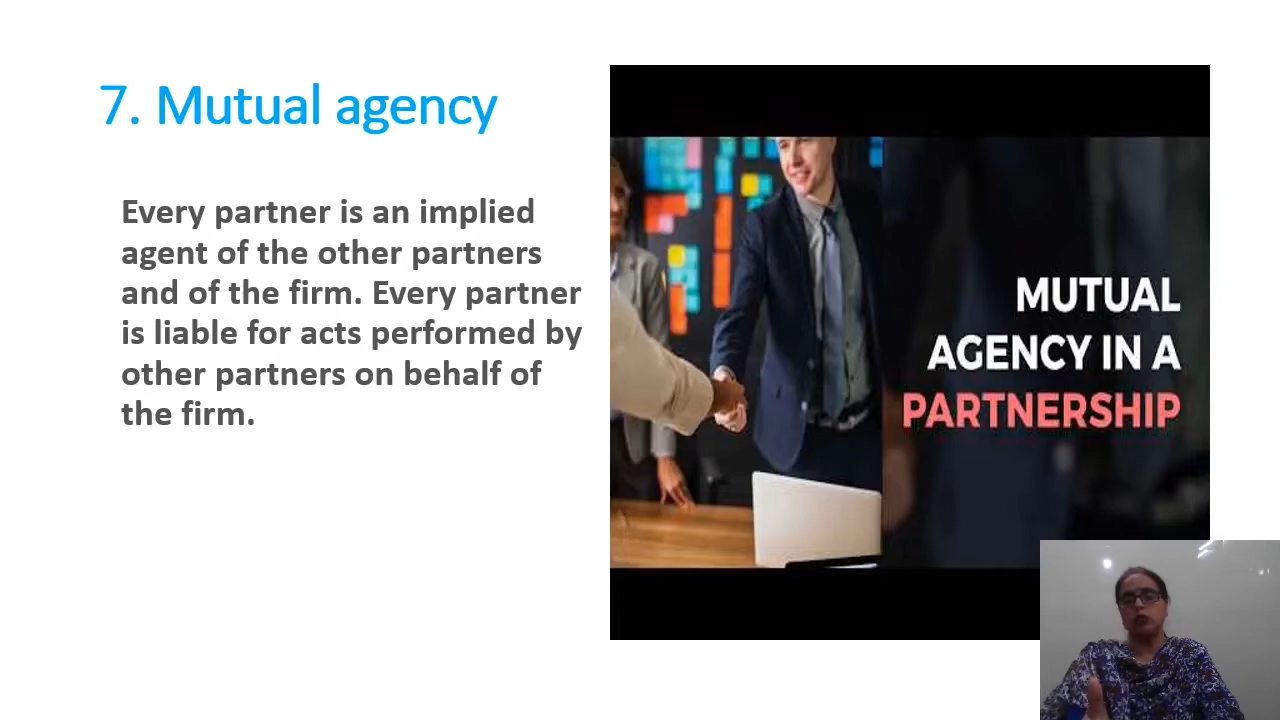 7. Mutual agency
Every partner is an implied
agent of the other partners
and of the firm. Every partner
is liable for acts performed by
other partners on behalf of
the firm.
MUTUAL
AGENCY IN A
PARTNERSHIP